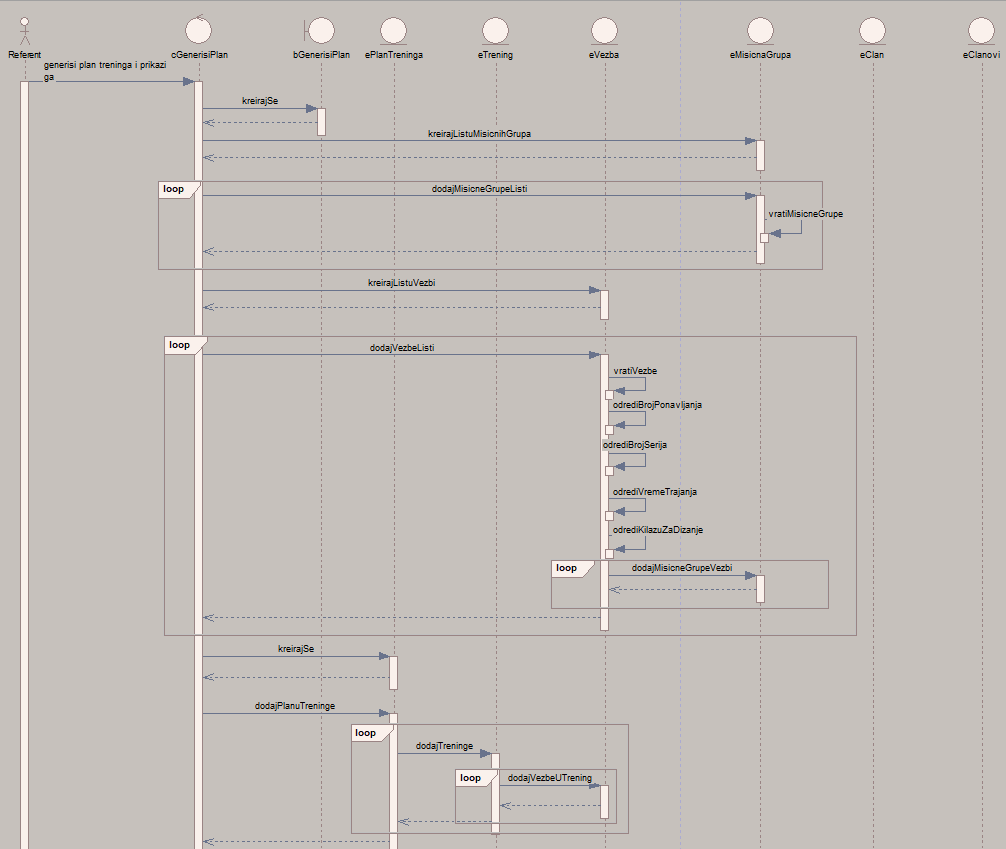 Referent
cGenerisiPlan
bGenerisiPlan
ePlanTreninga
eTrening
eVezba
eMisicnaGrupa
eClan
eClanovi
generisi plan treninga i prikazi
ga
kreirajSe
kreirajListuMisicnihGrupa
loop
dodajMisicneGrupeListi
vratiMisicneGrupe
kreirajListuVezbi
loop
dodajVezbeListi
vratiVezbe
odrediBrojPonavljanja
odrediBrojSerija
odrediVremeTrajanja
odrediKilazuZaDizanje
loop
dodajMisicneGrupeVezbi
kreirajSe
dodajPlanuTreninge
loop
dodajTreninge
loop
dodajVezbeUTrening